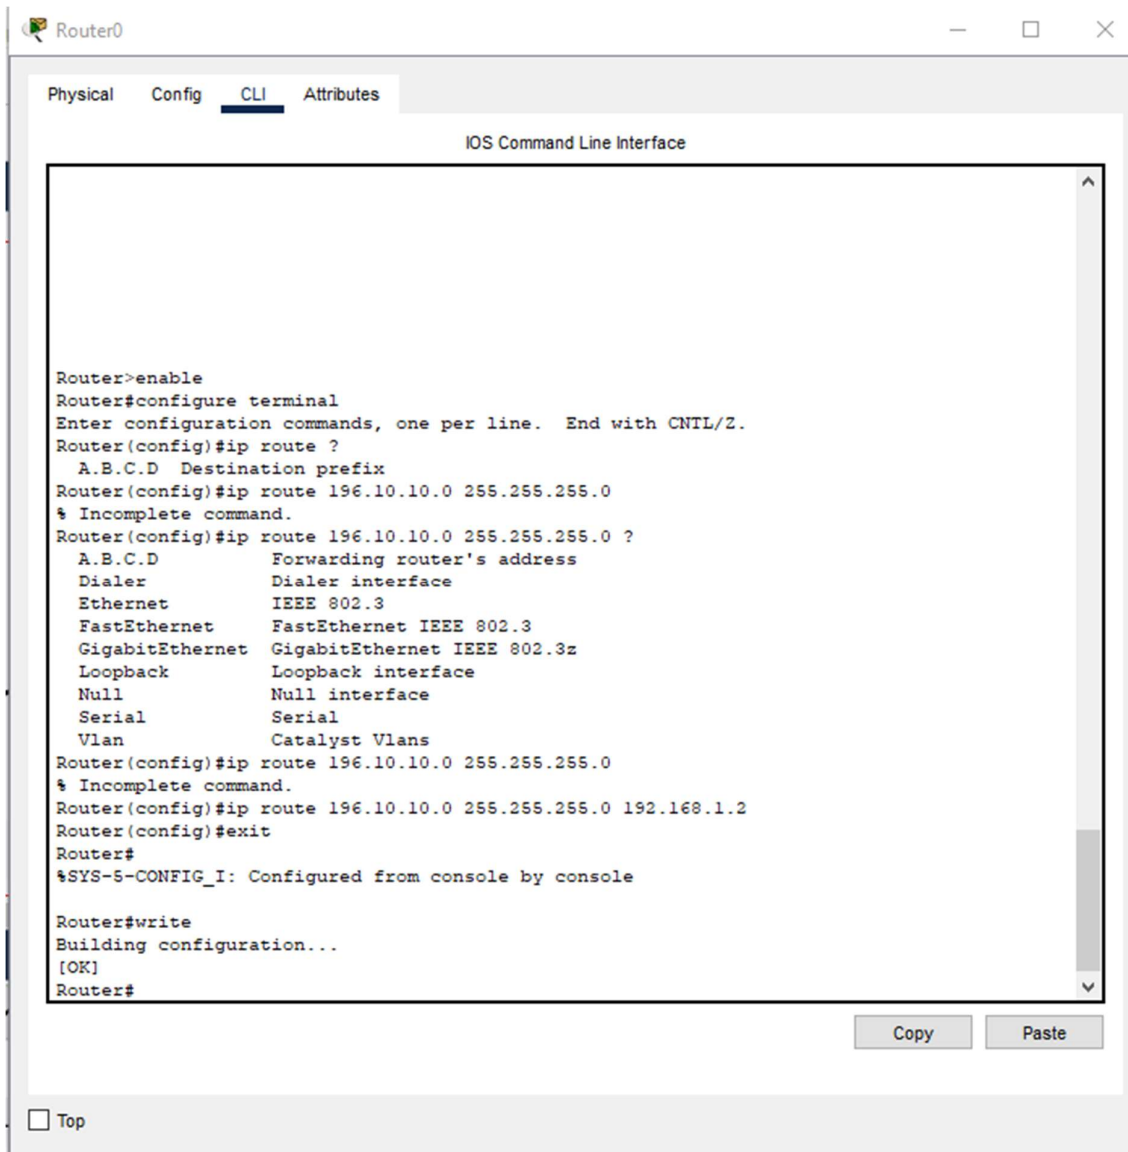 Router0
Physical Config CLI Attributes
IOS Command Line Interface
Router>enable
Router#configure terminal
Enter configuration commands, one per line.  End with CNTL/Z.
Router(config)#ip route ?
  A.B.C.D  Destination prefix
Router(config)#ip route 196.10.10.0 255.255.255.0
% Incomplete command.
Router(config)#ip route 196.10.10.0 255.255.255.0 ?
  A.B.C.D          Forwarding router's address
  Dialer           Dialer interface
  Ethernet         IEEE 802.3
  FastEthernet     FastEthernet IEEE 802.3
  GigabitEthernet  GigabitEthernet IEEE 802.3z
  Loopback         Loopback interface
  Null             Null interface
  Serial           Serial
  Vlan             Catalyst Vlans
Router(config)#ip route 196.10.10.0 255.255.255.0
% Incomplete command.
Router(config)#ip route 196.10.10.0 255.255.255.0 192.168.1.2
Router(config)#exit
Router#
%SYS-5-CONFIG_I: Configured from console by console
Router#write
Building configuration...
[OK]
Router#
Copy Paste
Top